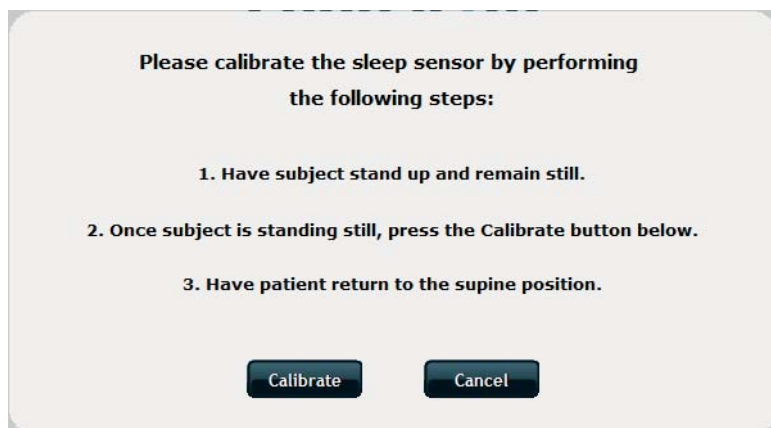 Please calibrate the sleep sensor by performing
the following steps:
1. Have subject stand up and remain still.
2. Once subject is standing still, press the Calibrate button below.
3. Have patient return to the supine position.
Calibrate Cancel